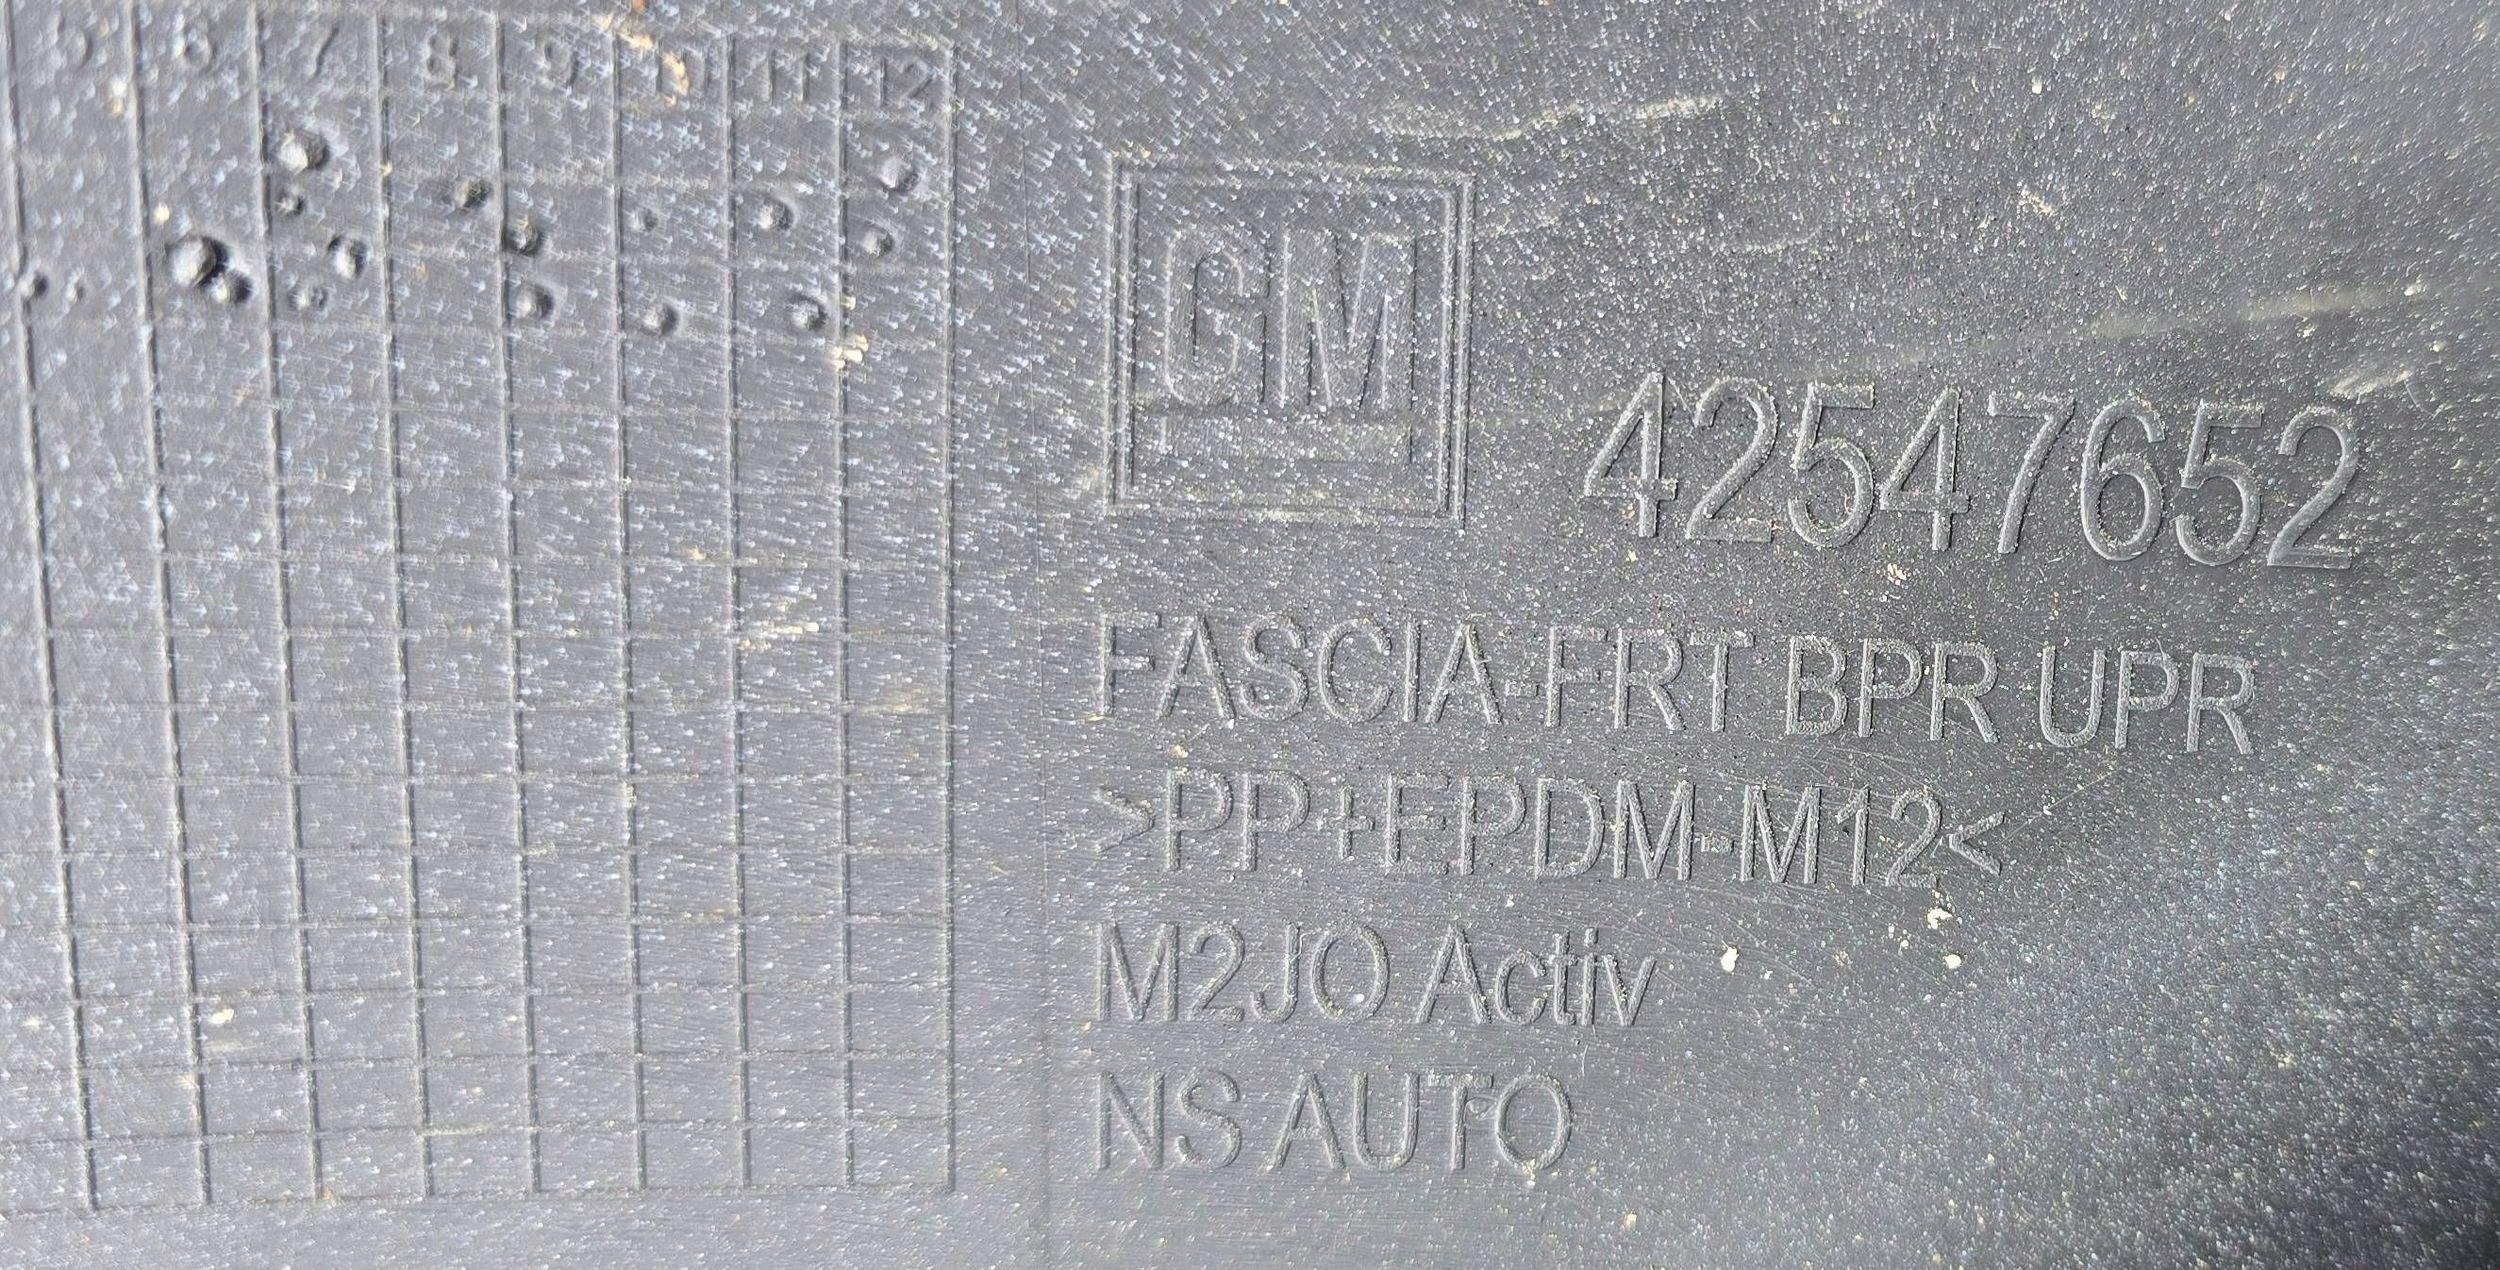 5 6 7 8 9 10 11 12
GM
42547652
FASCIA-FRT BPR UPR
>PP+EPDM-M12<
M2JO Activ
NS AUTO